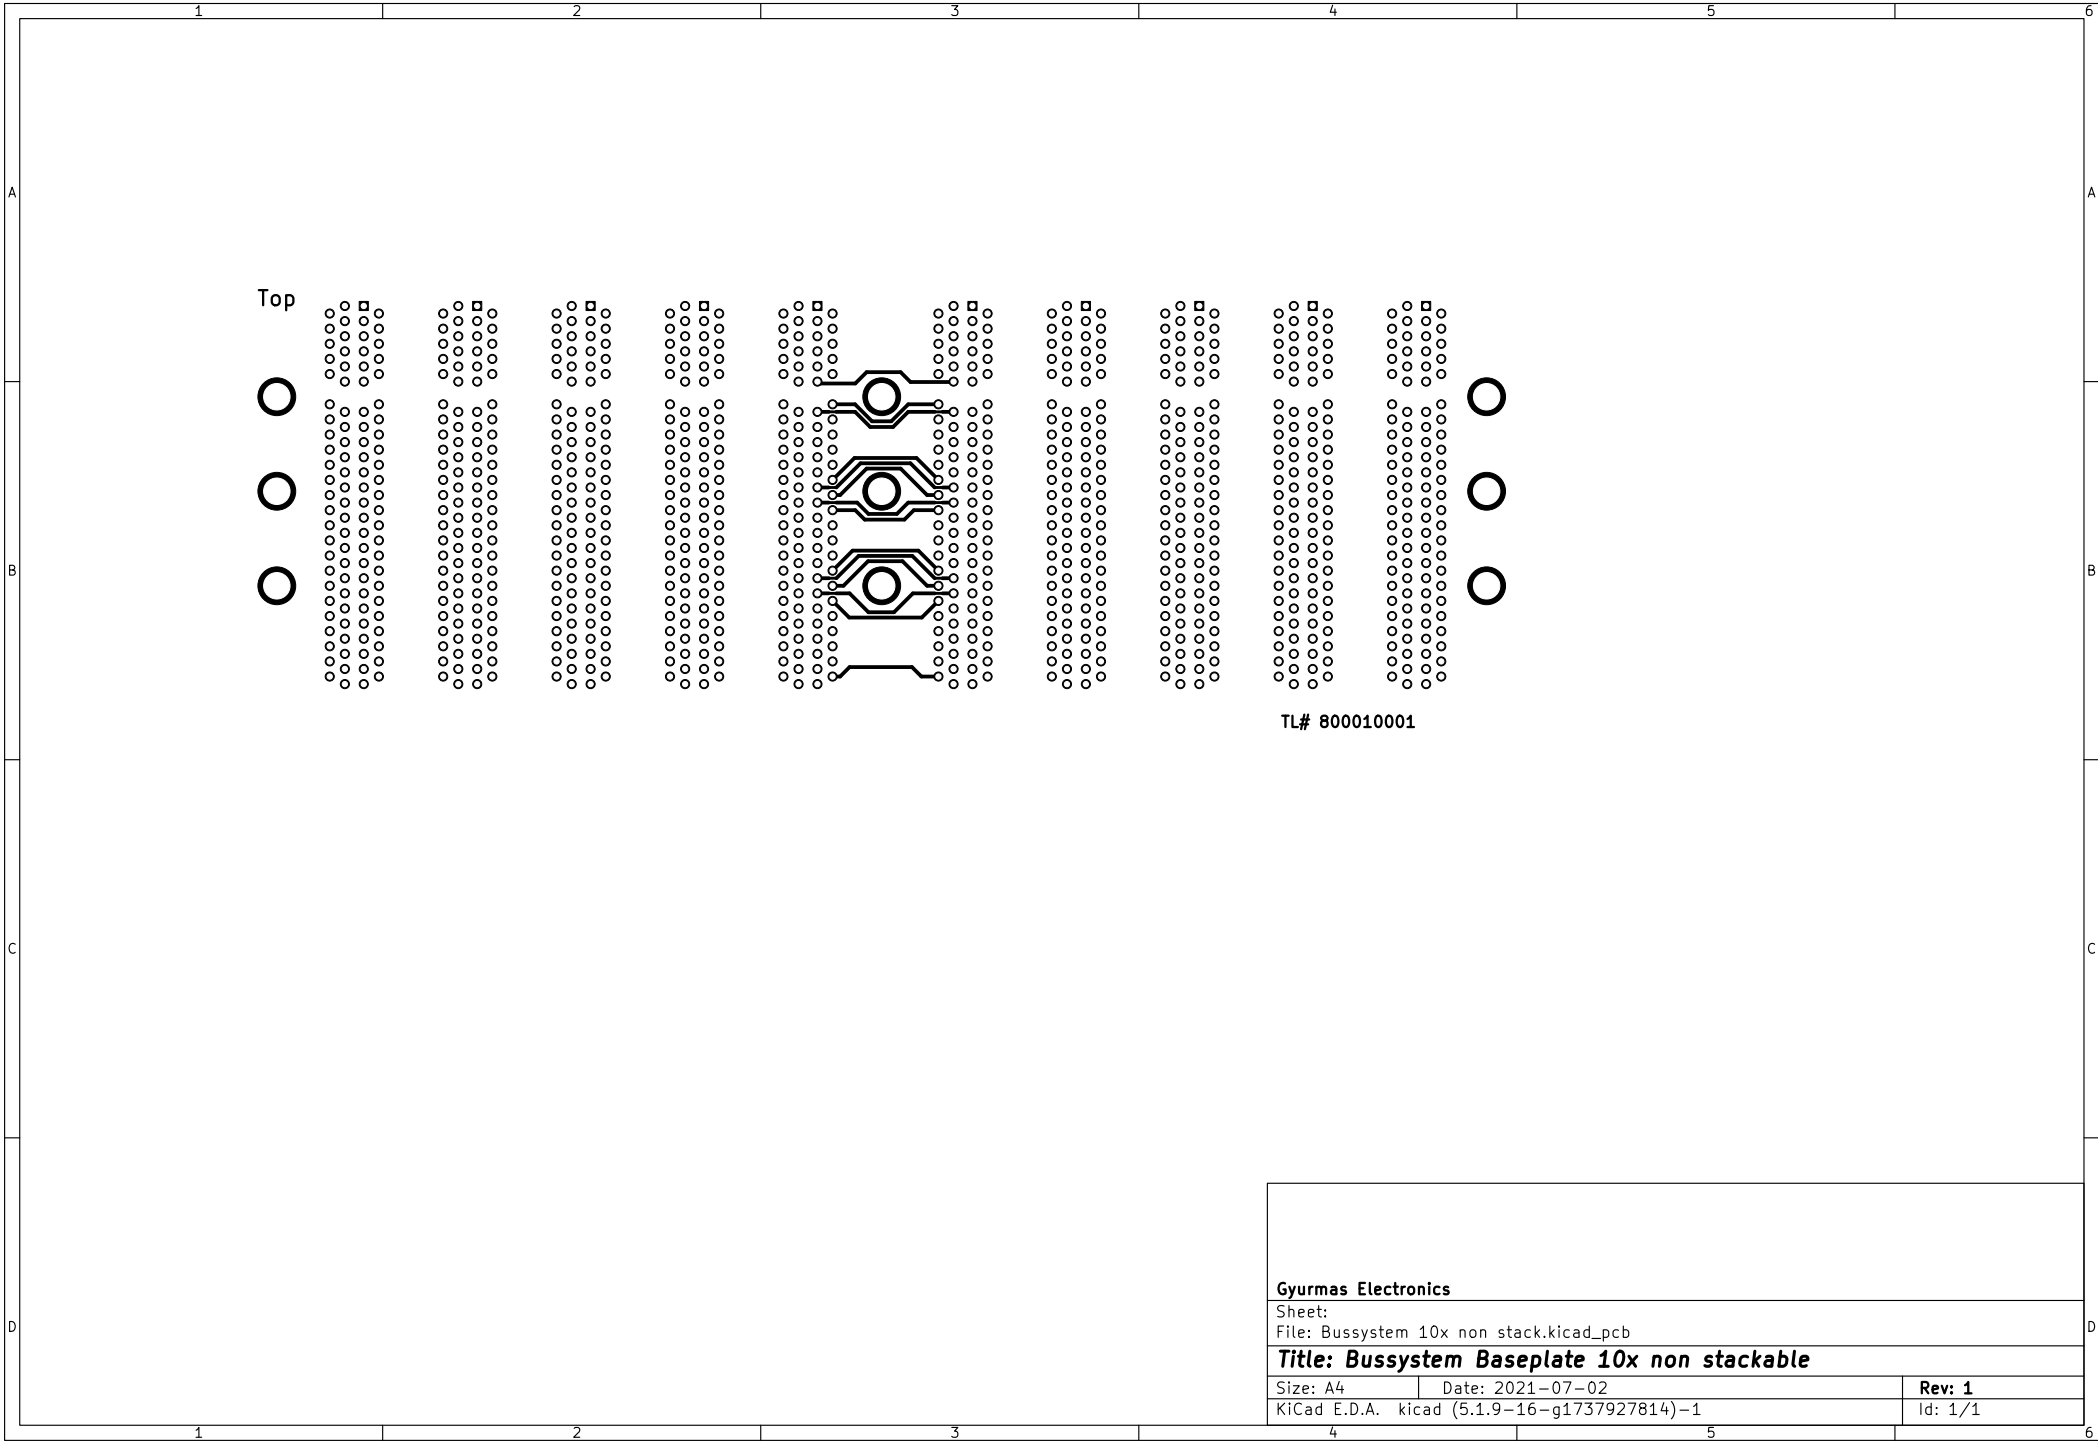 1 2 3 4 5 6
A A
Top
B B
TL# 800010001
C C
Gyurmas Electronics
Sheet:
File: Bussystem 10x non stack.kicad_pcb
D D
Title: Bussystem Baseplate 10x non stackable
Size: A4 Date: 2021-07-02 Rev: 1
KiCad E.D.A. kicad (5.1.9-16-g1737927814)-1 Id: 1/1
1 2 3 4 5 6